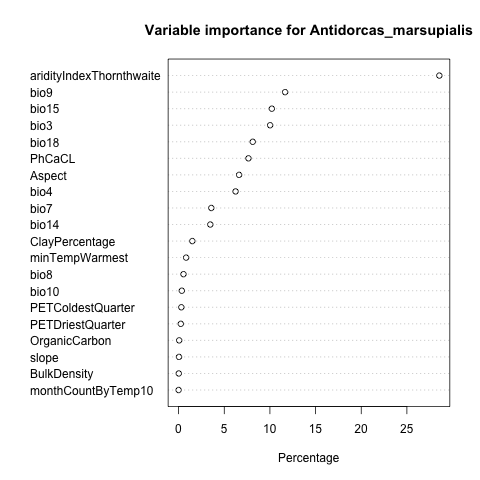 Variable importance for Antidorcas_marsupialis
aridityIndexThornthwaite
bio9
bio15
bio3
bio18
PhCaCL
Aspect
bio4
bio7
bio14
ClayPercentage
minTempWarmest
bio8
bio10
PETColdestQuarter
PETDriestQuarter
OrganicCarbon
slope
BulkDensity
monthCountByTemp10
0 5 10 15 20 25
Percentage